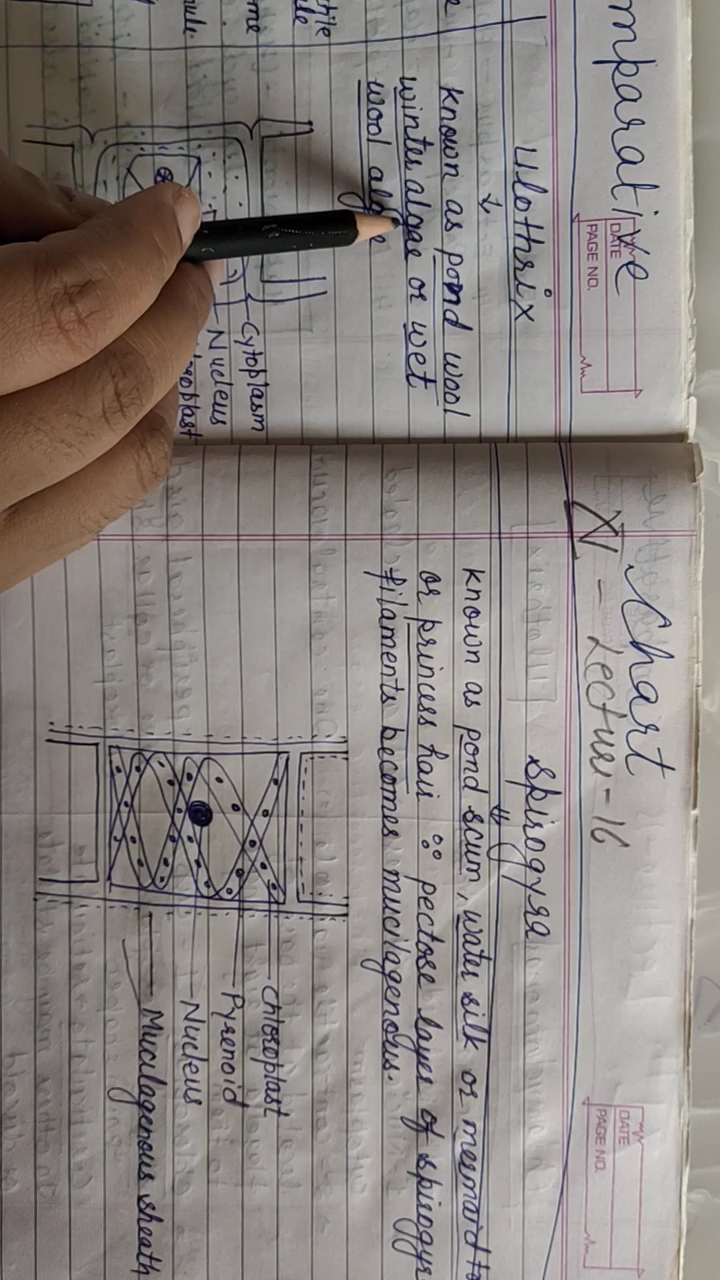 mparative Chart
DATE
PAGE NO.
XI - Lecture - 16
DATE
PAGE NO.
Ulothrix
known as pond wool
winter algae or wet
wool algae
Cytoplasm
Nucleus
Spirogyra
known as pond scum, water silk or
or princess hair ∵ pectose layer of spirogyr
filaments becomes mucilagenous.
Chloroplast
Pyrenoid
Nucleus
Mucilagenous sheath